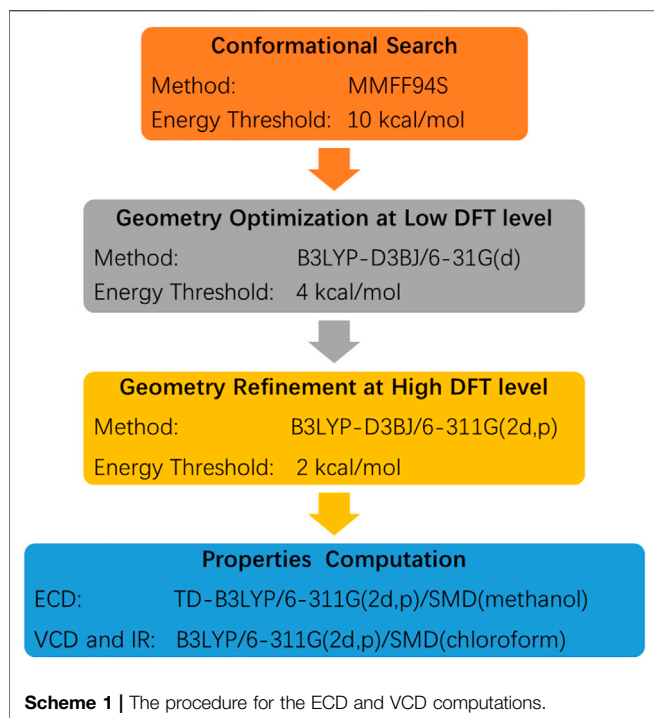 Conformational Search
Method: MMFF94S
Energy Threshold: 10 kcal/mol
Geometry Optimization at Low DFT level
Method: B3LYP-D3BJ/6-31G(d)
Energy Threshold: 4 kcal/mol
Geometry Refinement at High DFT level
Method: B3LYP-D3BJ/6-311G(2d,p)
Energy Threshold: 2 kcal/mol
Properties Computation
ECD: TD-B3LYP/6-311G(2d,p)/SMD(methanol)
VCD and IR: B3LYP/6-311G(2d,p)/SMD(chloroform)
Scheme 1 | The procedure for the ECD and VCD computations.